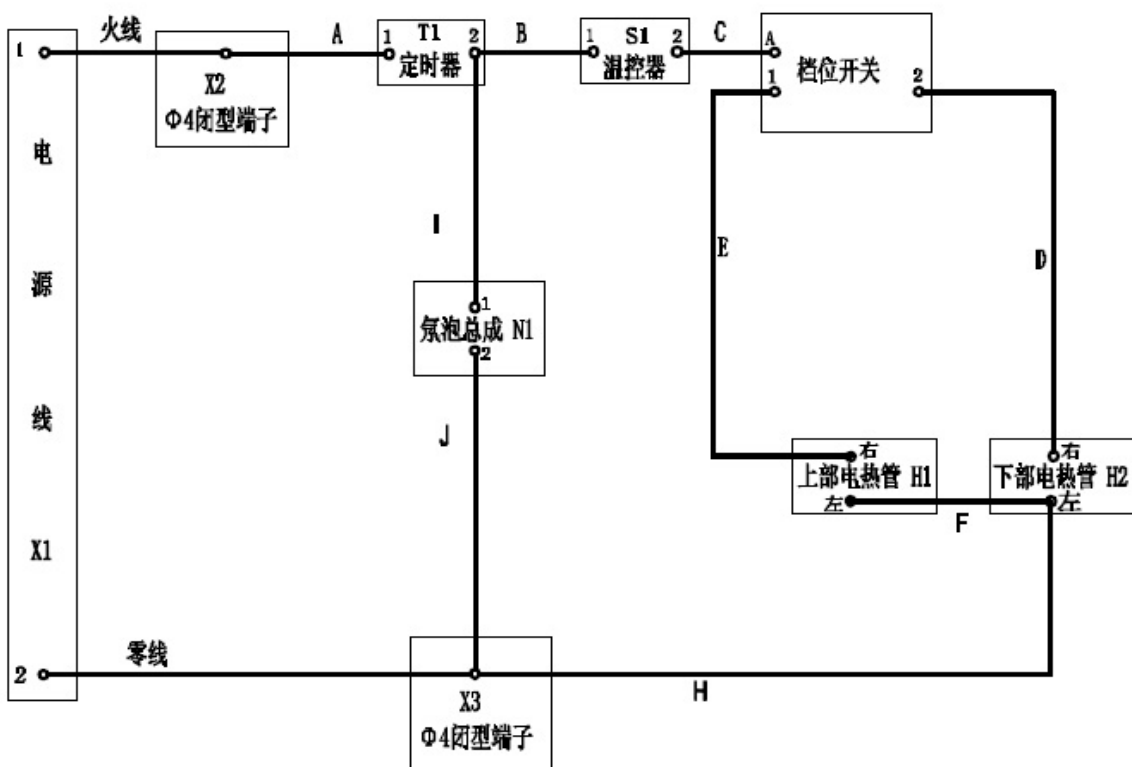 1
火线
X2
Φ4闭型端子
A
1
T1
2
定时器
B
1
S1
2
温控器
C
A
1
档位开关
2
电源线 X1
I
E
D
1
氖泡总成 N1
2
J
右
上部电热管 H1
左
F
右
下部电热管 H2
左
2
零线
X3
Φ4闭型端子
H